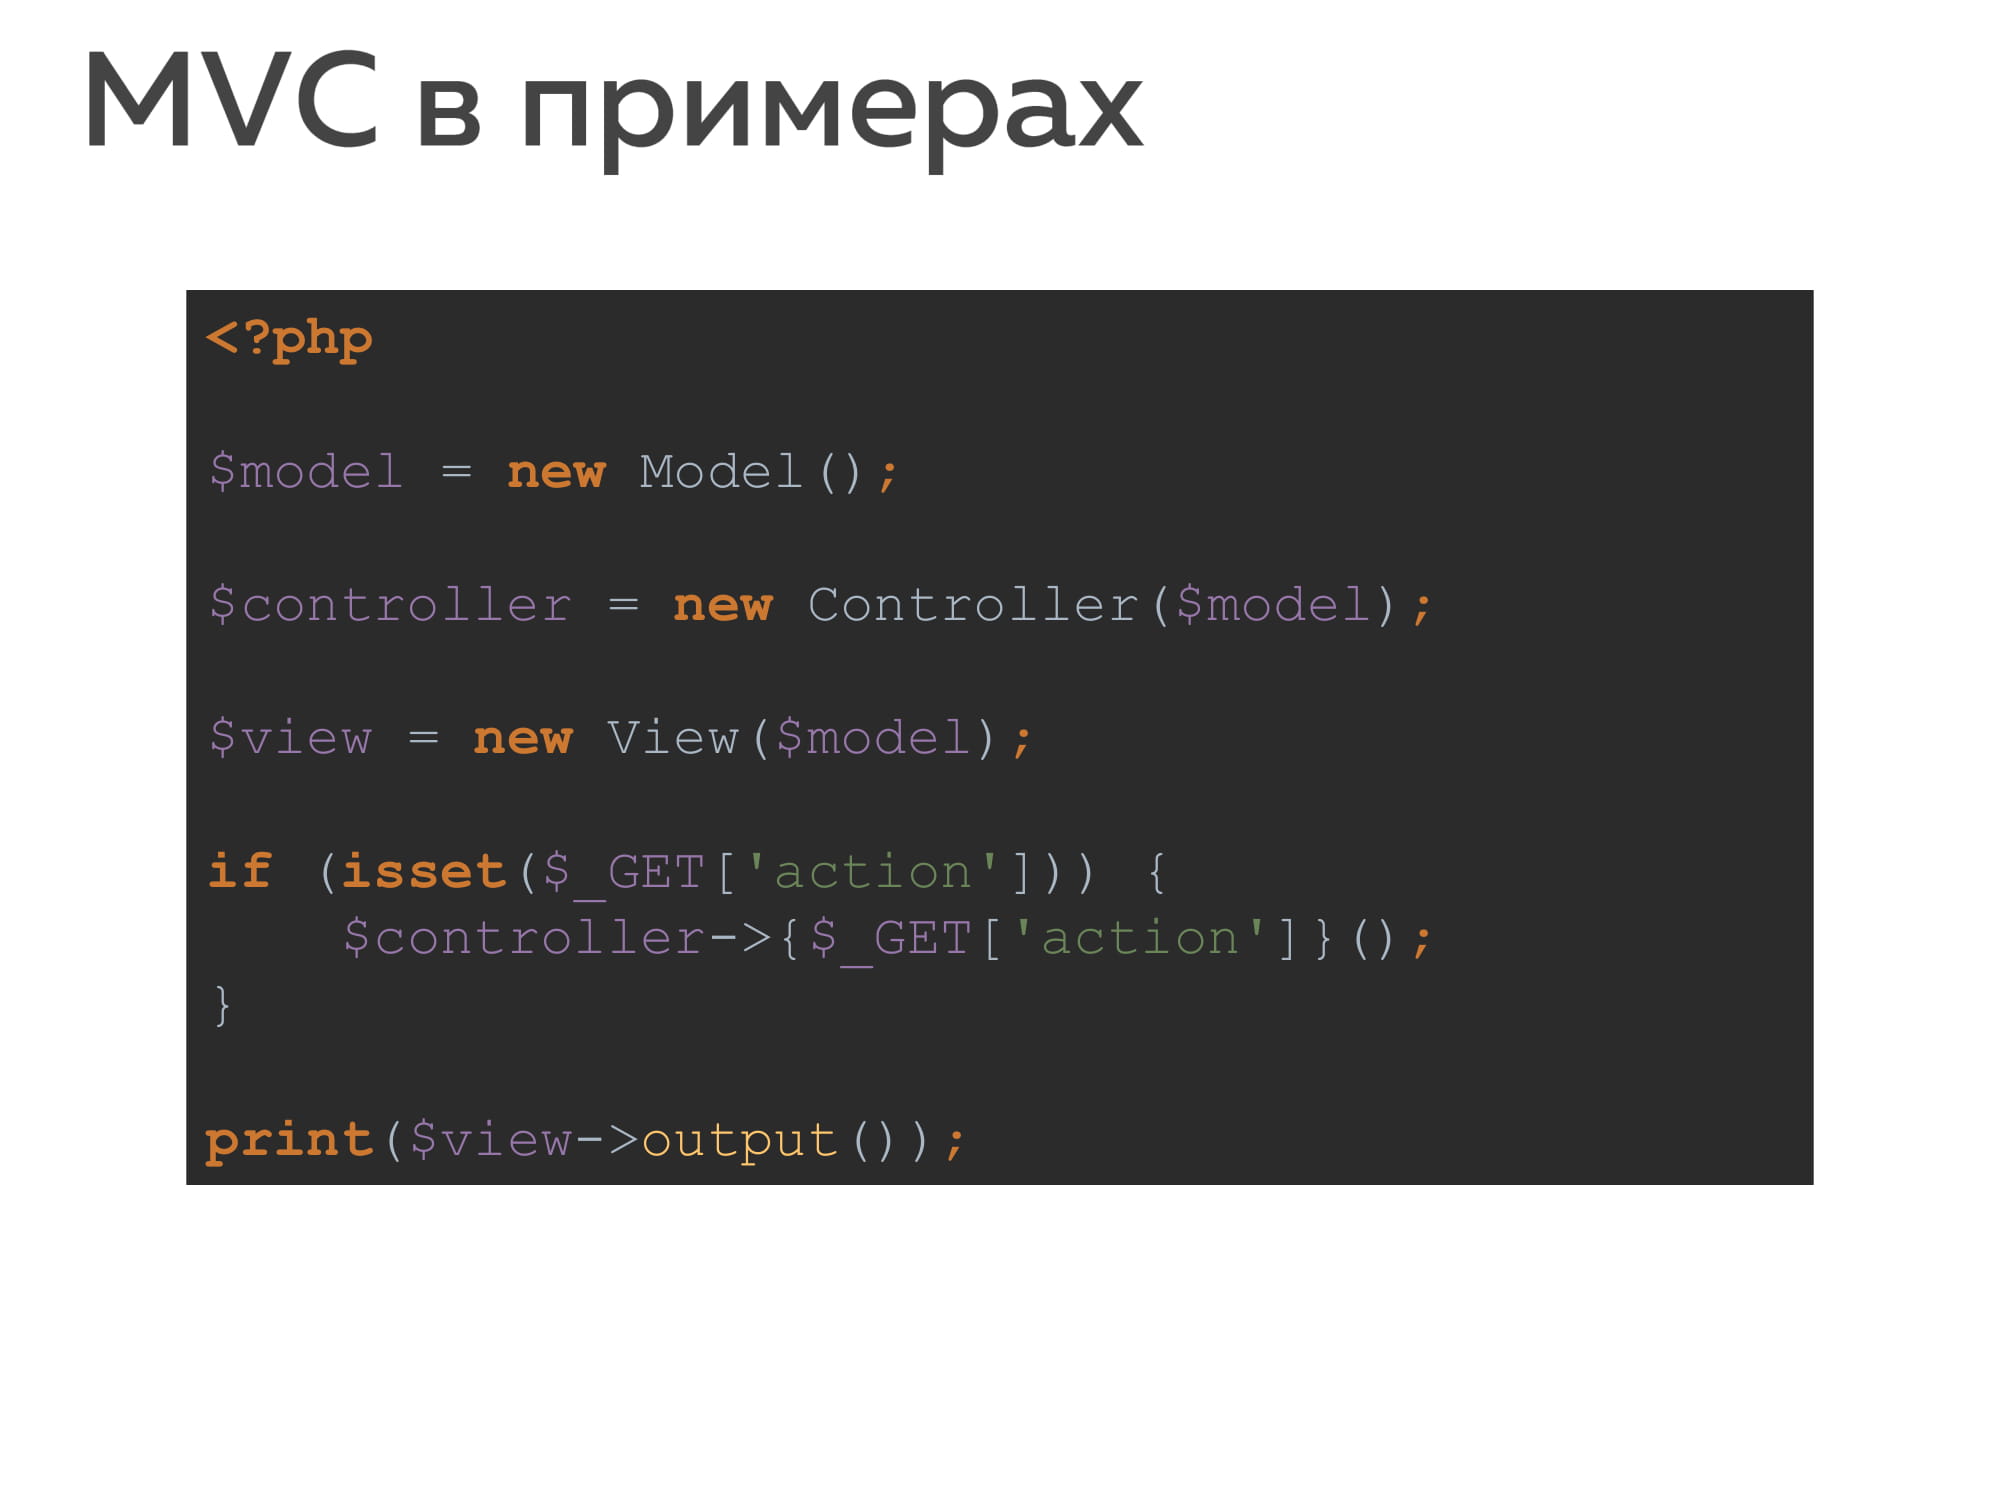 MVC в примерах
<?php
$model = new Model();
$controller = new Controller($model);
$view = new View($model);
if (isset($_GET['action'])) {
    $controller->{$_GET['action']}();
}
print($view->output());